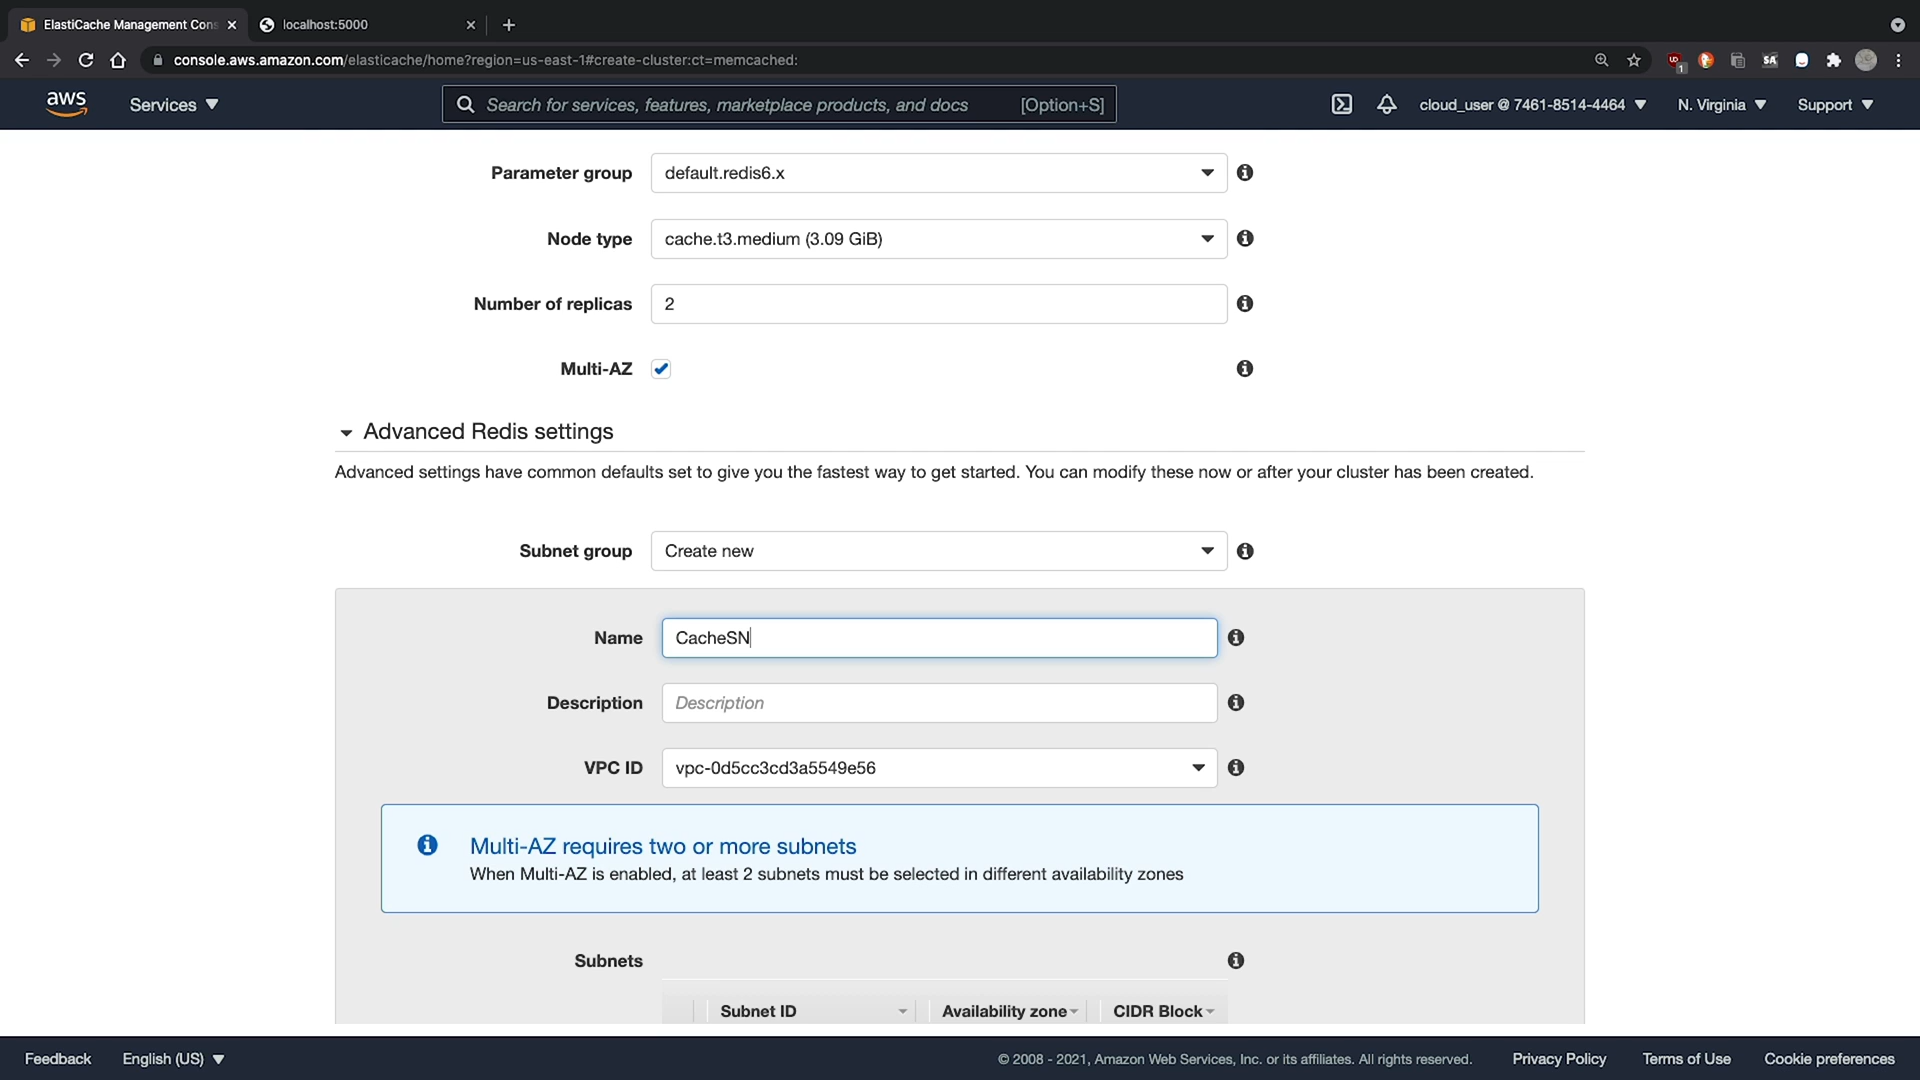 ElastiCache Management Cons
localhost:5000
console.aws.amazon.com/elasticache/home?region=us-east-1#create-cluster:ct=memcached:
aws
Services
Search for services, features, marketplace products, and docs [Option+S]
cloud_user @ 7461-8514-4464
N. Virginia
Support
Parameter group
default.redis6.x
Node type
cache.t3.medium (3.09 GiB)
Number of replicas
2
Multi-AZ
Advanced Redis settings
Advanced settings have common defaults set to give you the fastest way to get started. You can modify these now or after your cluster has been created.
Subnet group
Create new
Name
CacheSN
Description
Description
VPC ID
vpc-0d5cc3cd3a5549e56
Multi-AZ requires two or more subnets
When Multi-AZ is enabled, at least 2 subnets must be selected in different availability zones
Subnets
Subnet ID
Availability zone
CIDR Block
Feedback
English (US)
© 2008 - 2021, Amazon Web Services, Inc. or its affiliates. All rights reserved.
Privacy Policy
Terms of Use
Cookie preferences